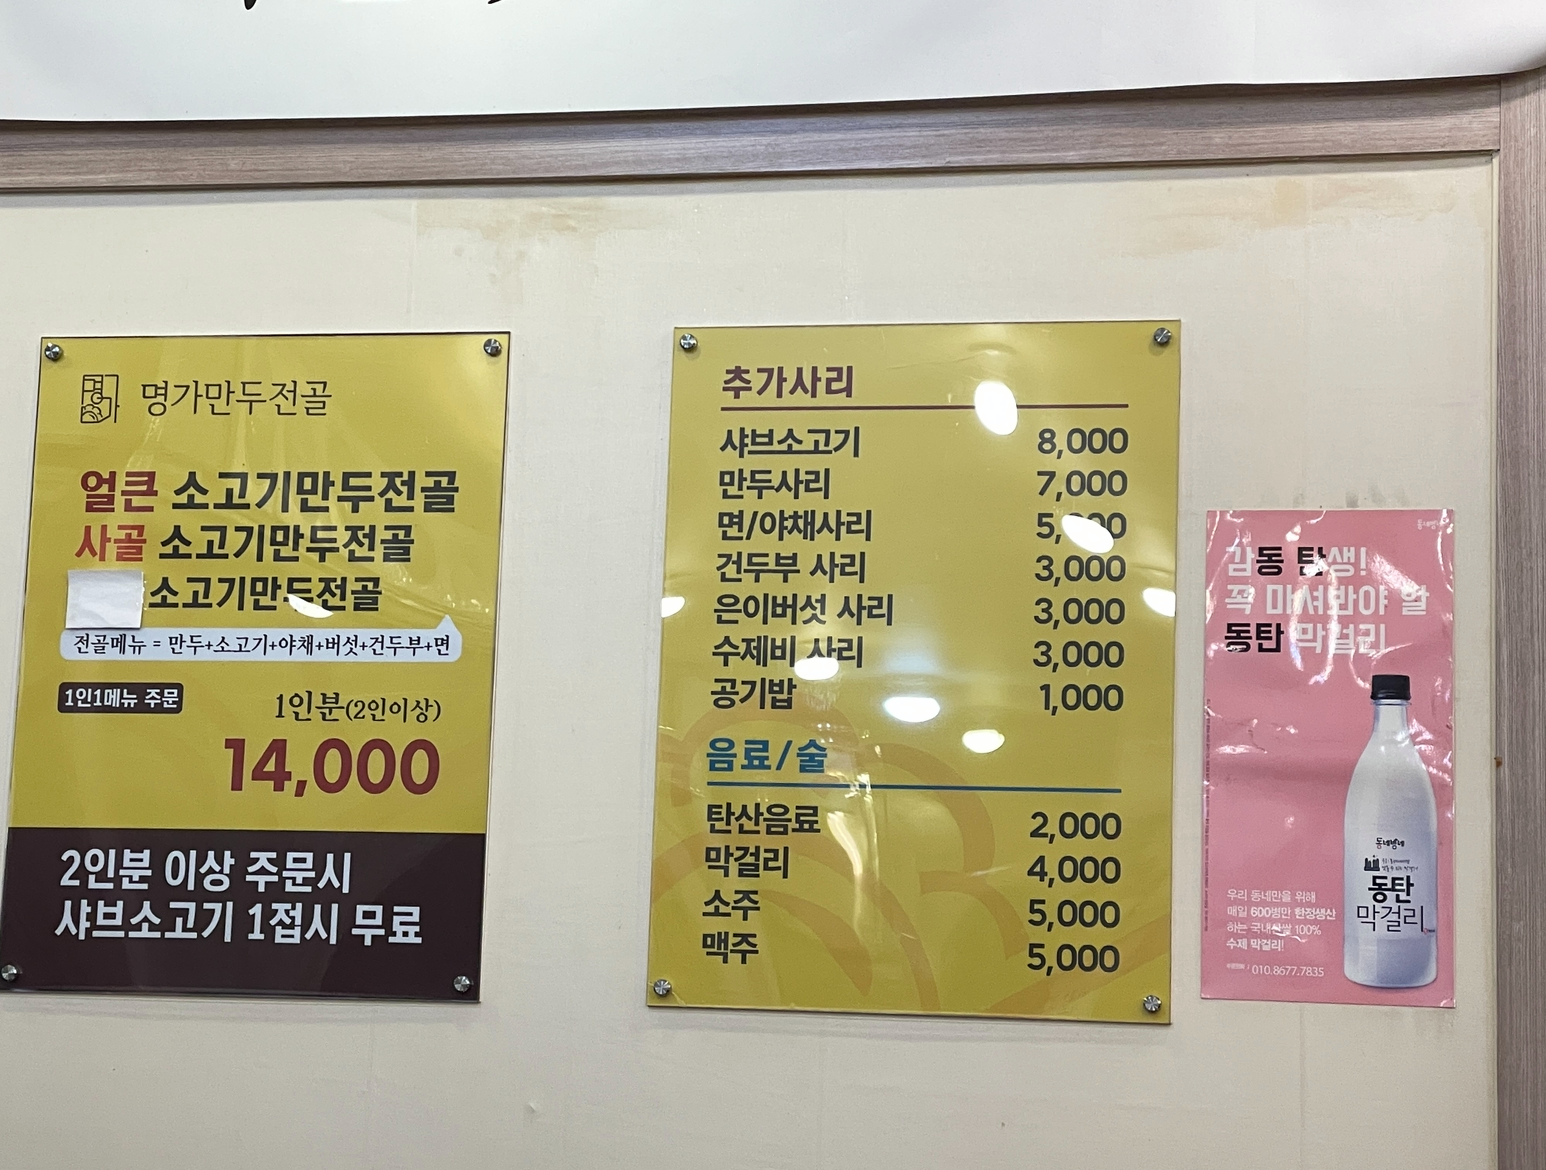 명가만두전골
얼큰 소고기만두전골
사골 소고기만두전골
소고기만두전골
전골메뉴 = 만두+소고기+야채+버섯+건두부+면
1인1메뉴 주문
1인분(2인이상)
14,000
2인분 이상 주문시
샤브소고기 1접시 무료
추가사리
샤브소고기 8,000
만두사리 7,000
면/야채사리 5,000
건두부 사리 3,000
은이버섯 사리 3,000
수제비 사리 3,000
공기밥 1,000
음료/술
탄산음료 2,000
막걸리 4,000
소주 5,000
맥주 5,000
감동 탄생!
꼭 마셔봐야 할
동탄 막걸리
동네방네
동탄
막걸리
우리 동네만을 위해
매일 600병만 한정생산
하는 국내산쌀 100%
수제 막걸리!
010.8677.7835